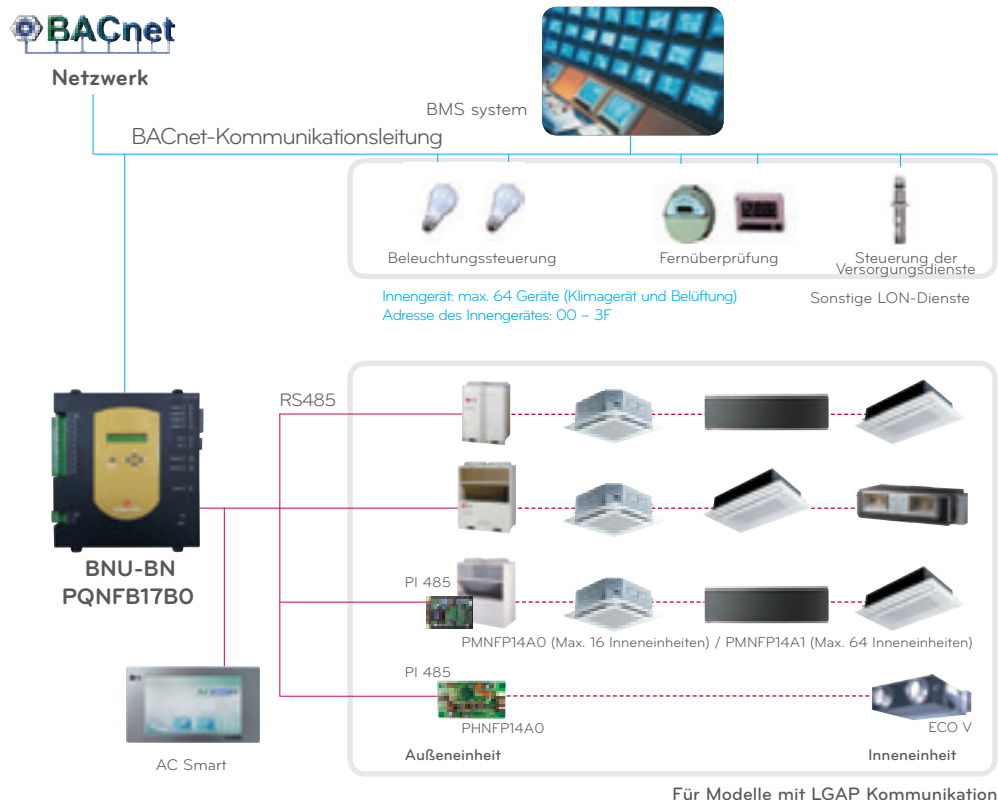 BACnet
Netzwerk
BMS system
BACnet-Kommunikationsleitung
Beleuchtungssteuerung
Fernüberprüfung
Steuerung der
Versorgungsdienste
Innengerät: max. 64 Geräte (Klimagerät und Belüftung)
Adresse des Innengerätes: 00 – 3F
Sonstige LON-Dienste
RS485
BNU-BN
PQNFB17B0
PI 485
PMNFP14A0 (Max. 16 Inneneinheiten) / PMNFP14A1 (Max. 64 Inneneinheiten)
PI 485
PHNFP14A0
ECO V
AC Smart
Außeneinheit
Inneneinheit
Für Modelle mit LGAP Kommunikation